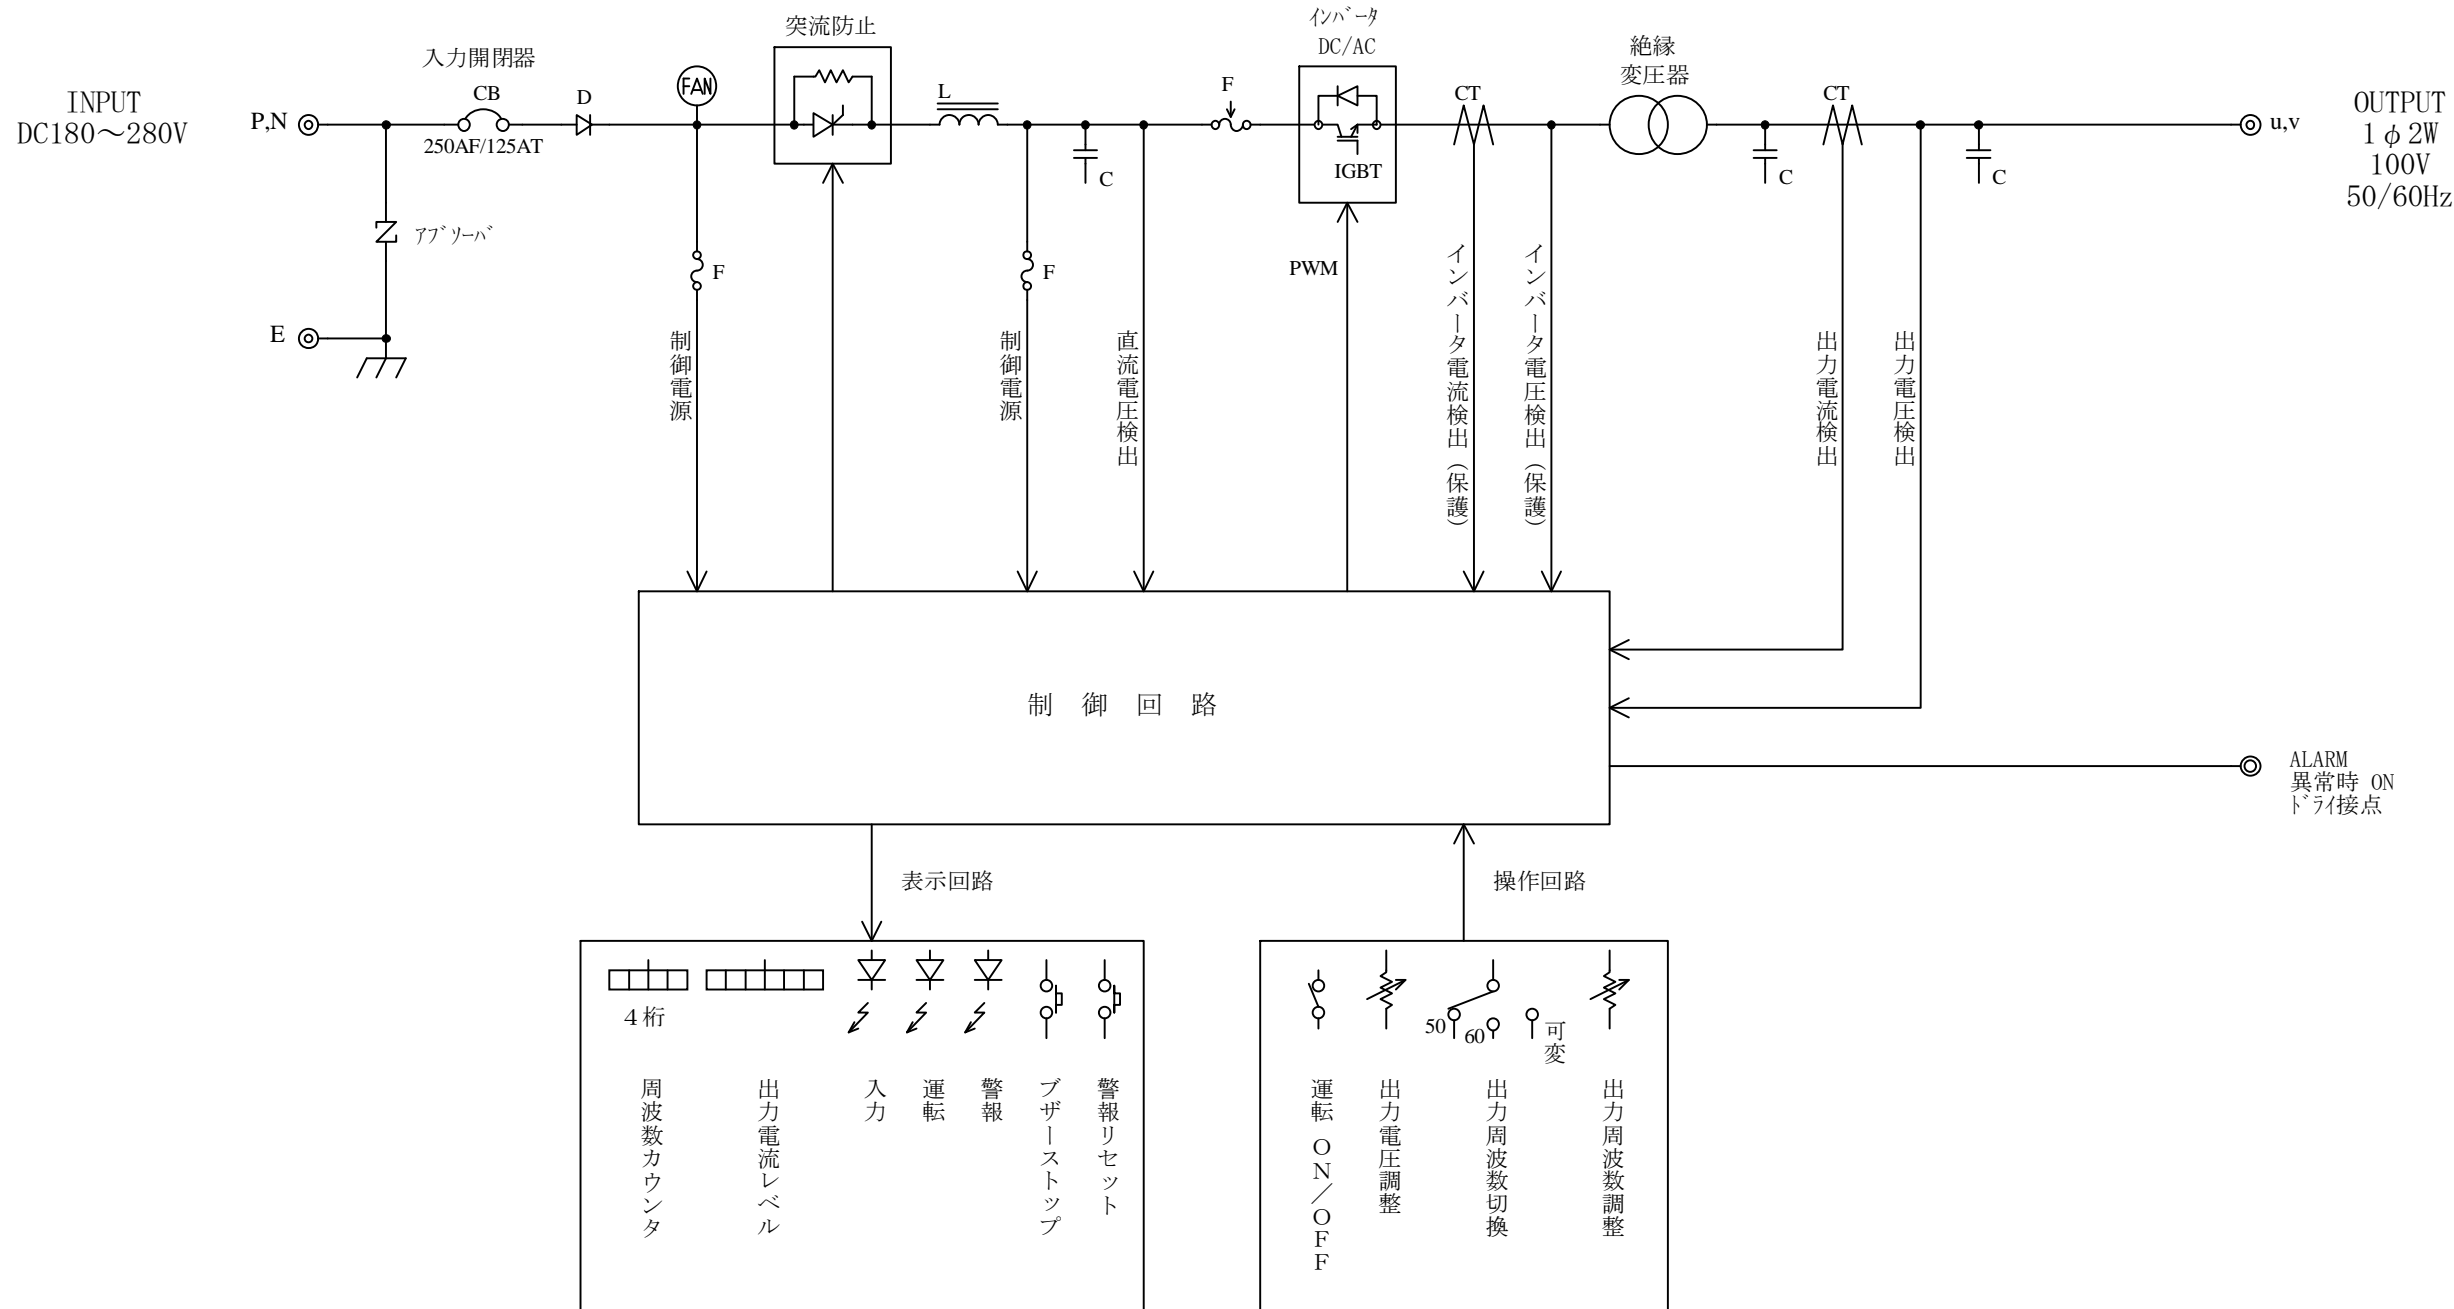 INPUT
DC180～280V
P,N
入力開閉器
CB
250AF/125AT
D
FAN
突流防止
L
C
F
インバータ
DC/AC
IGBT
CT
絶縁
変圧器
C
CT
C
u,v
OUTPUT
1φ2W
100V
50/60Hz
アブソーバ
E
F
制御電源
F
制御電源
直流電圧検出
PWM
インバータ電流検出（保護）
インバータ電圧検出（保護）
出力電流検出
出力電圧検出
制 御 回 路
ALARM
異常時 ON
ドライ接点
表示回路
操作回路
4桁
周波数カウンタ
出力電流レベル
入力
運転
警報
ブザーストップ
警報リセット
50
60
可変
運転 ON／OFF
出力電圧調整
出力周波数切換
出力周波数調整